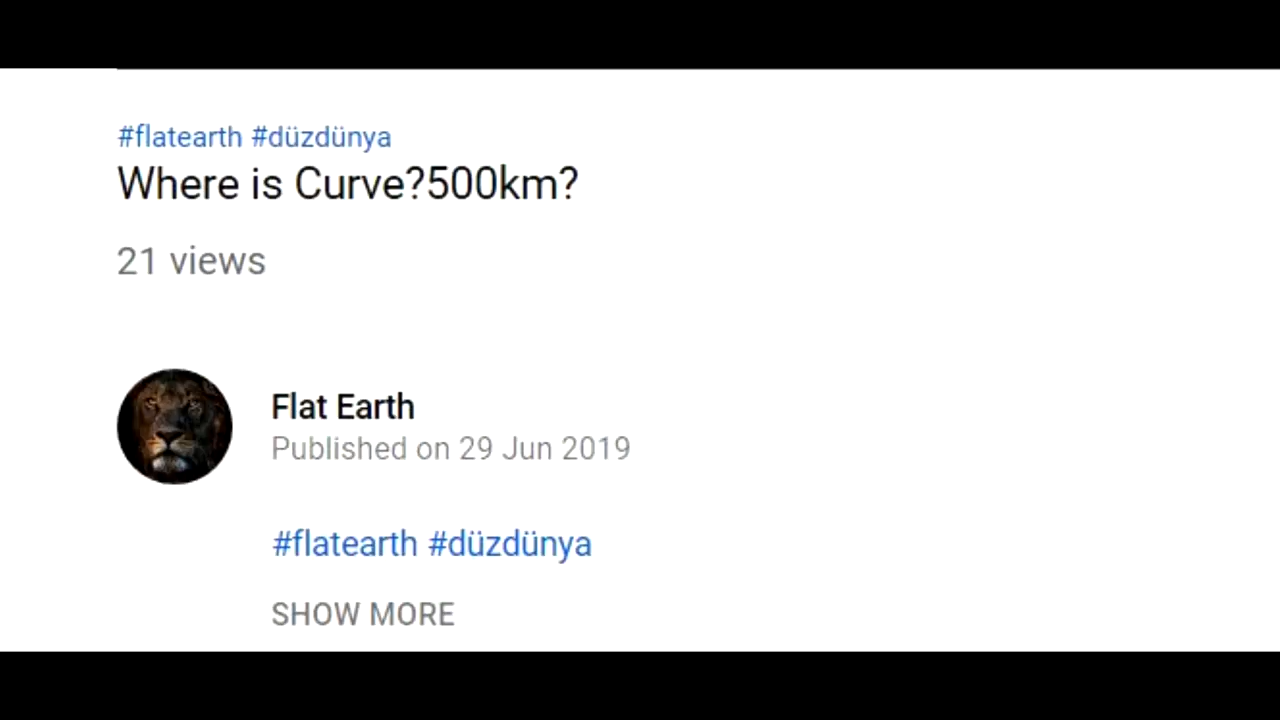 #flatearth #düzdünya
Where is Curve?500km?
21 views
Flat Earth
Published on 29 Jun 2019
#flatearth #düzdünya
SHOW MORE